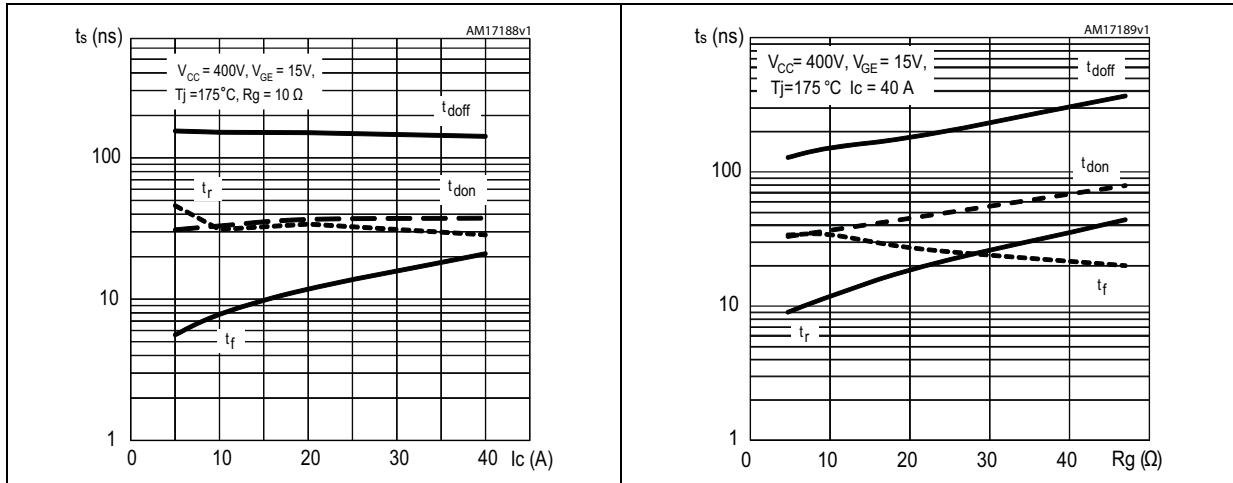 AM17188v1
ts (ns)
VCC = 400V, VGE = 15V,
Tj =175°C, Rg = 10 Ω
tdoff
100
tr
tdon
10
tf
1
0 10 20 30 40 Ic (A)
AM17189v1
ts (ns)
VCC = 400V, VGE = 15V,
Tj=175 °C Ic = 40 A
tdoff
100
tdon
10
tf
tr
1
0 10 20 30 40 Rg (Ω)